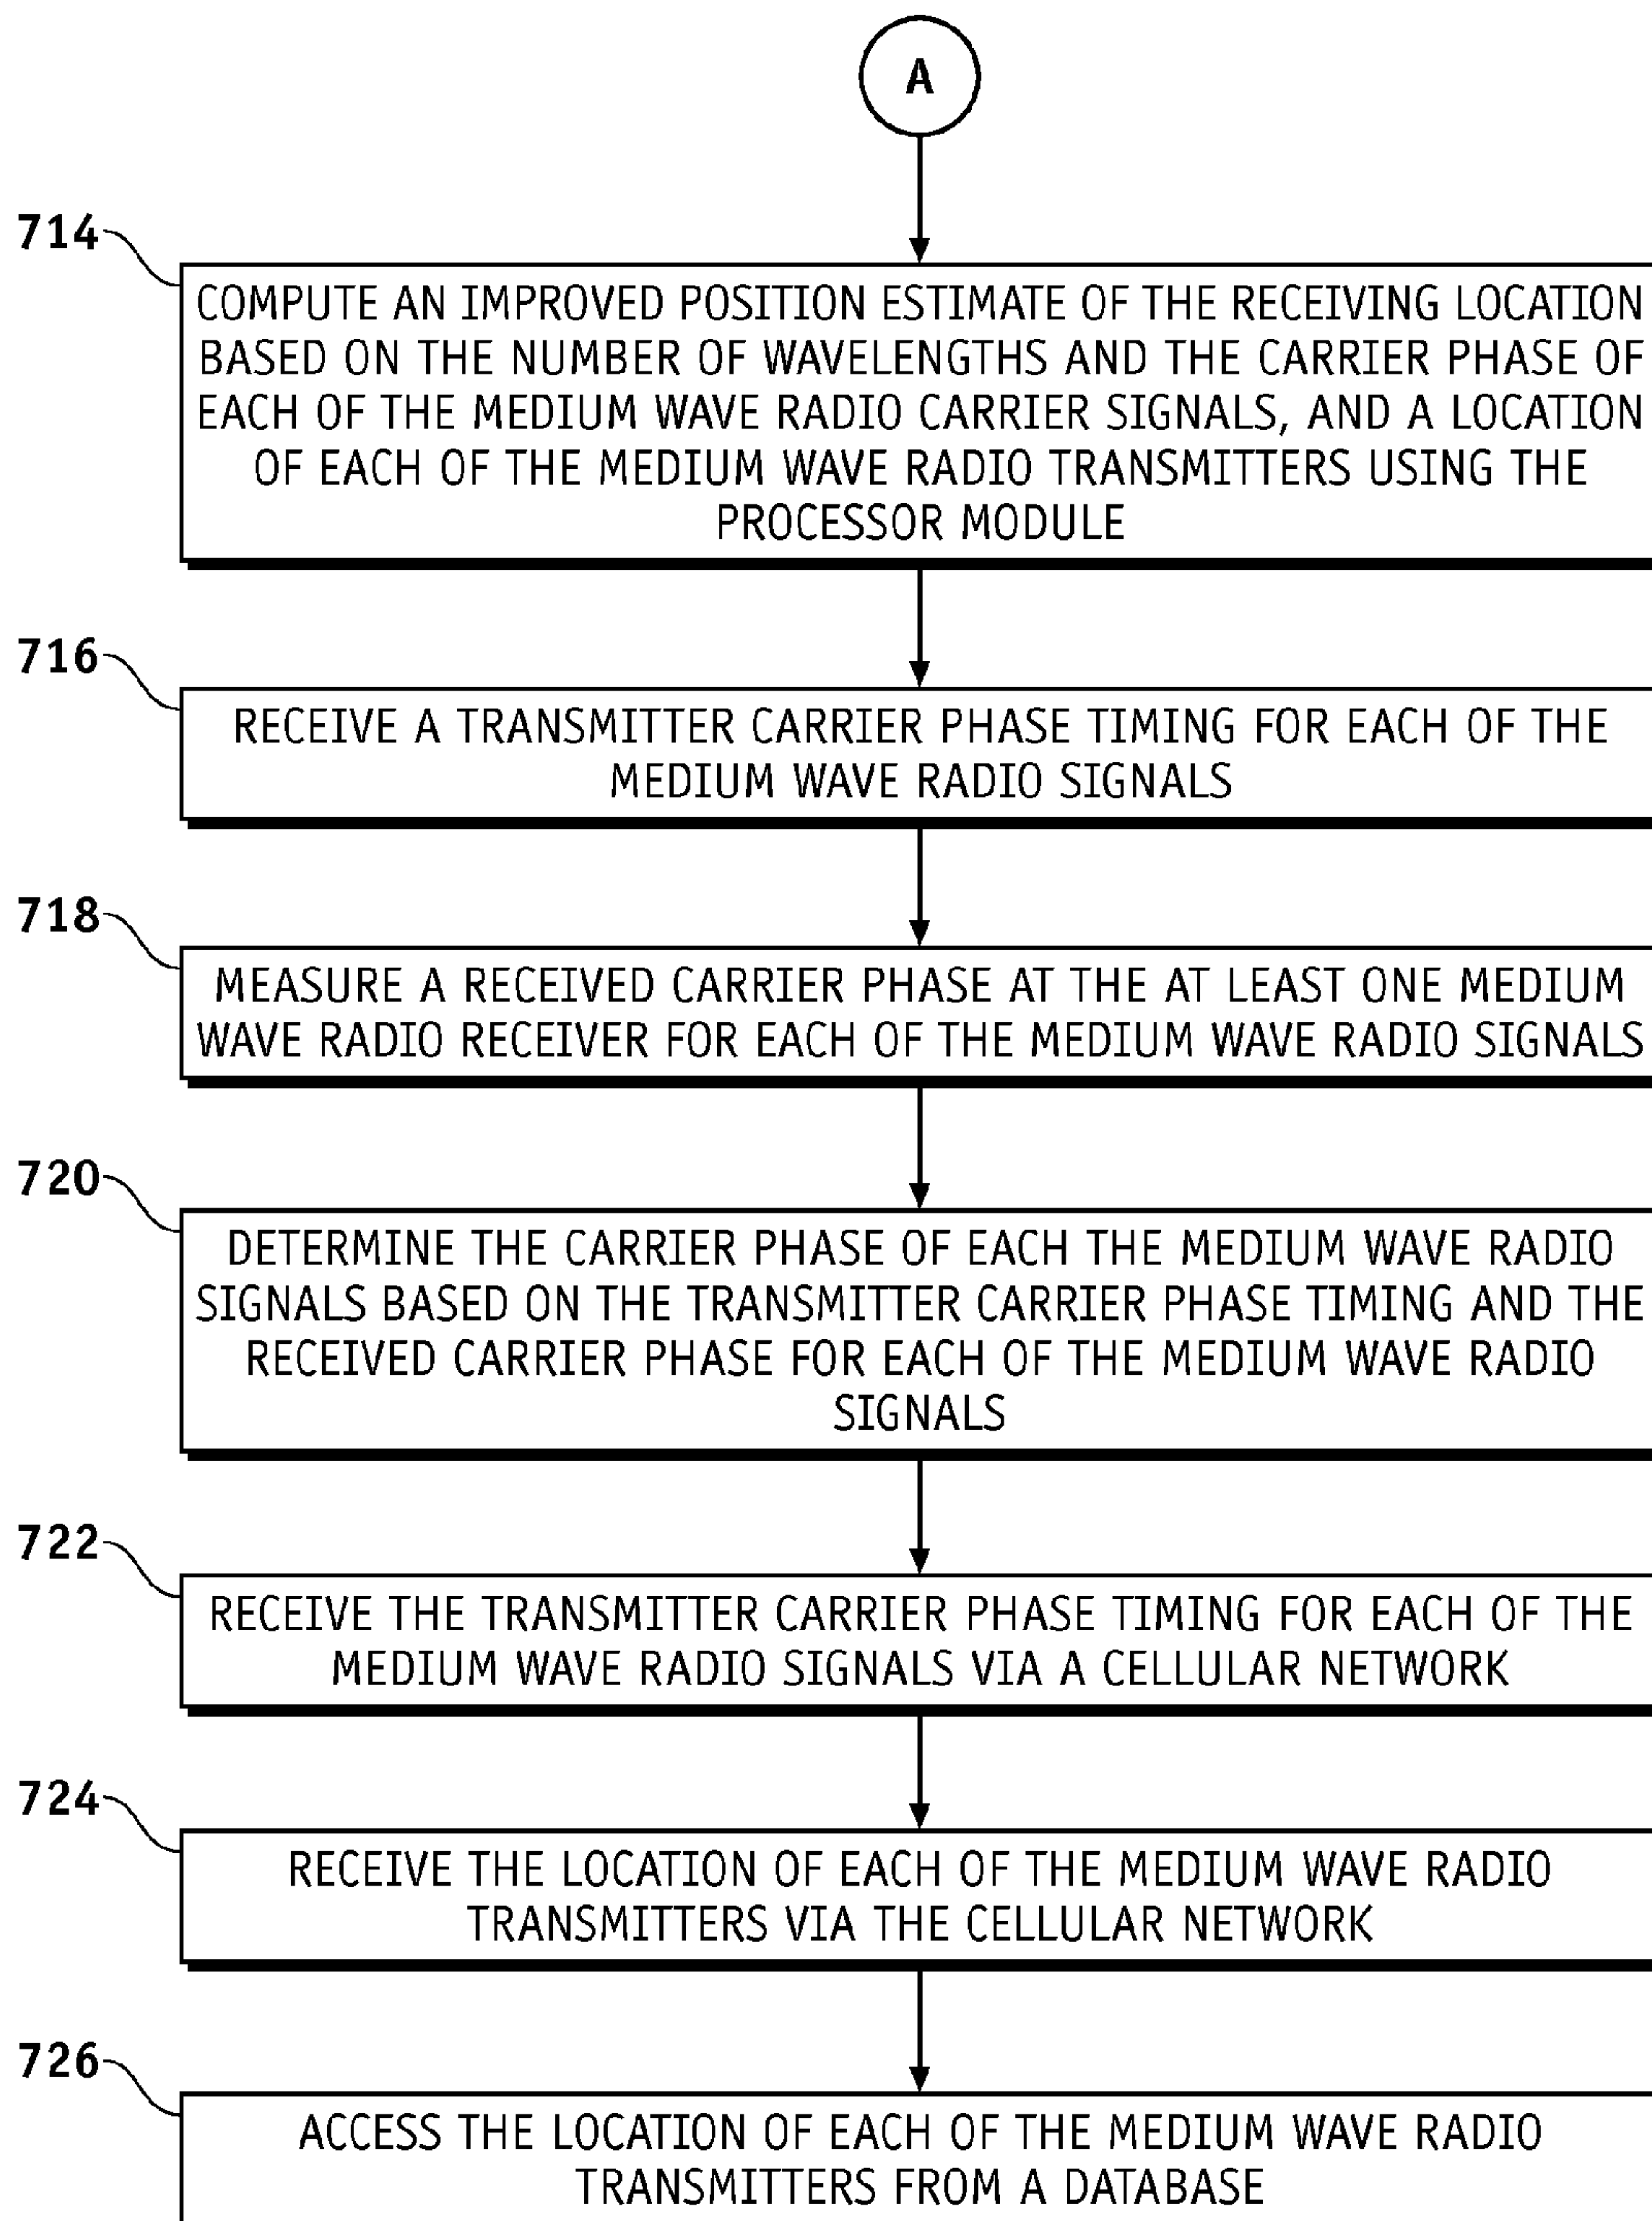 A
714
COMPUTE AN IMPROVED POSITION ESTIMATE OF THE RECEIVING LOCATION
BASED ON THE NUMBER OF WAVELENGTHS AND THE CARRIER PHASE OF
EACH OF THE MEDIUM WAVE RADIO CARRIER SIGNALS, AND A LOCATION
OF EACH OF THE MEDIUM WAVE RADIO TRANSMITTERS USING THE
PROCESSOR MODULE
716
RECEIVE A TRANSMITTER CARRIER PHASE TIMING FOR EACH OF THE
MEDIUM WAVE RADIO SIGNALS
718
MEASURE A RECEIVED CARRIER PHASE AT THE AT LEAST ONE MEDIUM
WAVE RADIO RECEIVER FOR EACH OF THE MEDIUM WAVE RADIO SIGNALS
720
DETERMINE THE CARRIER PHASE OF EACH THE MEDIUM WAVE RADIO
SIGNALS BASED ON THE TRANSMITTER CARRIER PHASE TIMING AND THE
RECEIVED CARRIER PHASE FOR EACH OF THE MEDIUM WAVE RADIO
SIGNALS
722
RECEIVE THE TRANSMITTER CARRIER PHASE TIMING FOR EACH OF THE
MEDIUM WAVE RADIO SIGNALS VIA A CELLULAR NETWORK
724
RECEIVE THE LOCATION OF EACH OF THE MEDIUM WAVE RADIO
TRANSMITTERS VIA THE CELLULAR NETWORK
726
ACCESS THE LOCATION OF EACH OF THE MEDIUM WAVE RADIO
TRANSMITTERS FROM A DATABASE